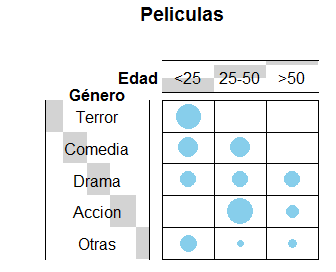 Peliculas
Edad <25 25-50 >50
Género
Terror
Comedia
Drama
Accion
Otras